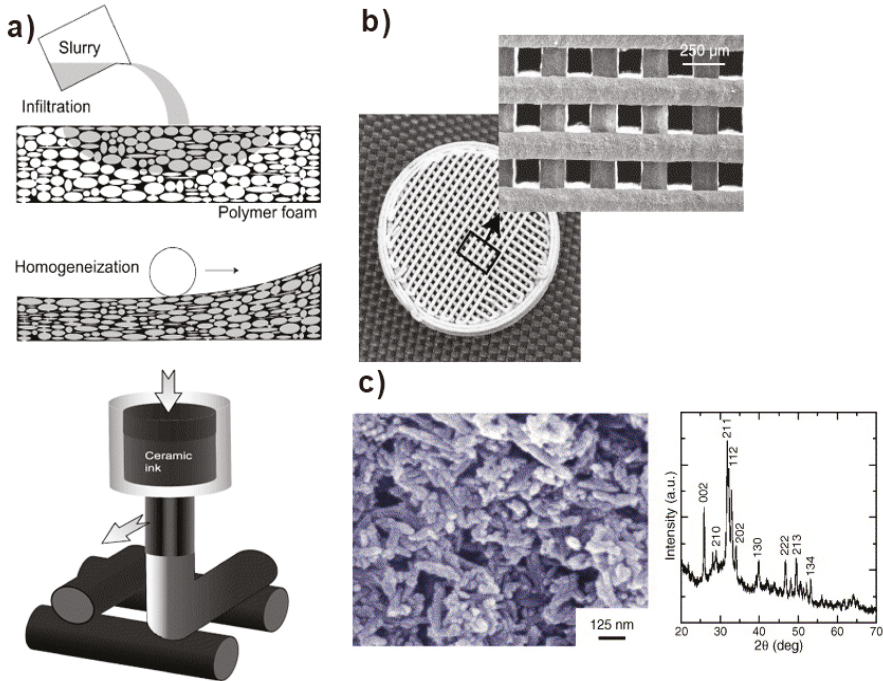 a)
Slurry
Infiltration
Polymer foam
Homogeneization
Ceramic
ink
b)
250 µm
c)
125 nm
Intensity (a.u.)
002
210
211
112
202
130
222
213
134
20 30 40 50 60 70
2θ (deg)